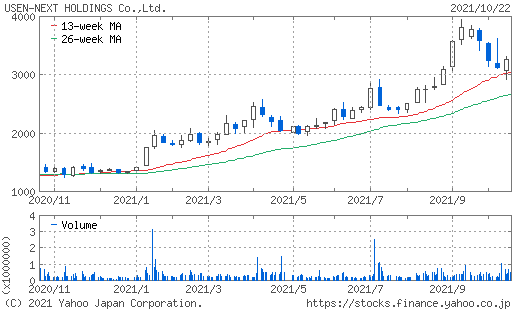 USEN-NEXT HOLDINGS Co.,Ltd. 2021/10/22
4000
13-week MA
26-week MA
3000
2000
1000
2020/11 2021/1 2021/3 2021/5 2021/7 2021/9
4
Volume
3
2
1
0
(x1000000)
2020/11 2021/1 2021/3 2021/5 2021/7 2021/9
(C) 2021 Yahoo Japan Corporation. https://stocks.finance.yahoo.co.jp/